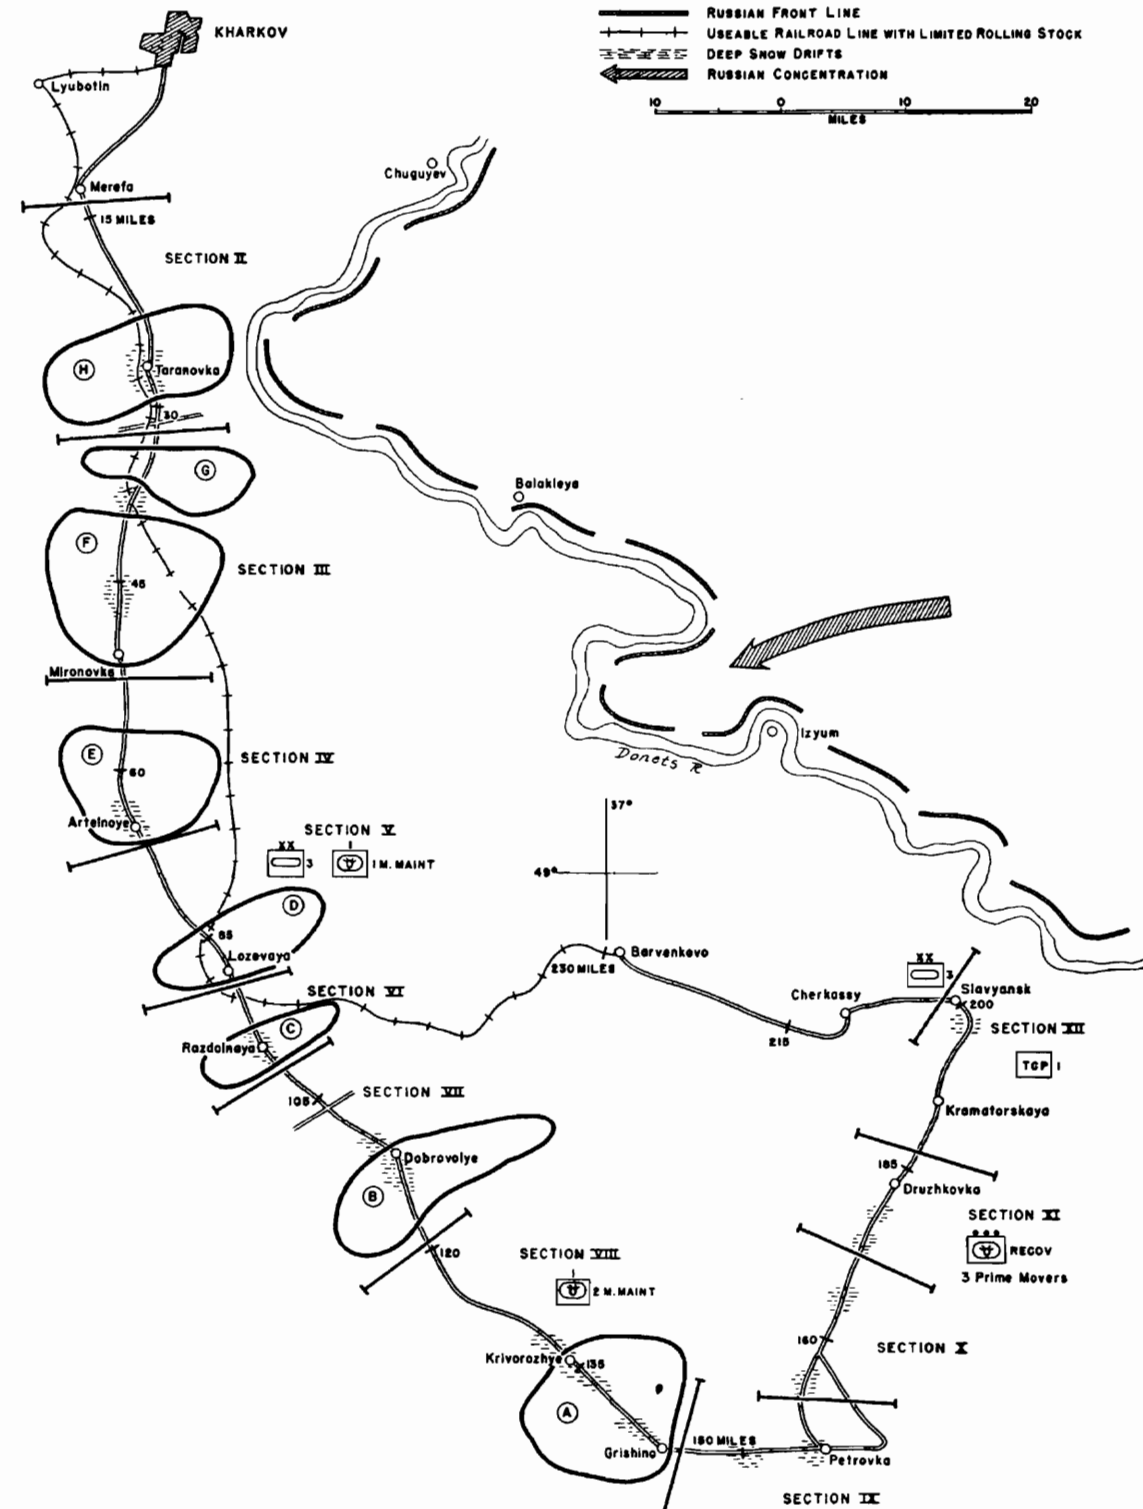 KHARKOV
RUSSIAN FRONT LINE
USEABLE RAILROAD LINE WITH LIMITED ROLLING STOCK
DEEP SNOW DRIFTS
RUSSIAN CONCENTRATION
10 0 10 20
MILES
Lyubotin
Chuguyev
Merefa
15 MILES
SECTION II
H
Taranovka
30
G
Balakleya
F
SECTION III
45
Mironovka
Izyum
Donets R
E
SECTION IV
60
37°
Artelnoye
SECTION V
XX
3
I
1 M. MAINT
49°
D
85
Lozovaya
Barvenkovo
230 MILES
XX
3
SECTION VI
Cherkassy
Slavyansk
200
C
SECTION XII
Razdolnaya
215
TCP 1
SECTION VII
105
Kramatorskaya
Dobrovolye
185
Druzhkovka
B
SECTION XI
120
SECTION VIII
RECOV
I
2 M. MAINT
3 Prime Movers
160
SECTION X
Krivorozhye
135
A
150 MILES
Grishino
Petrovka
SECTION IX